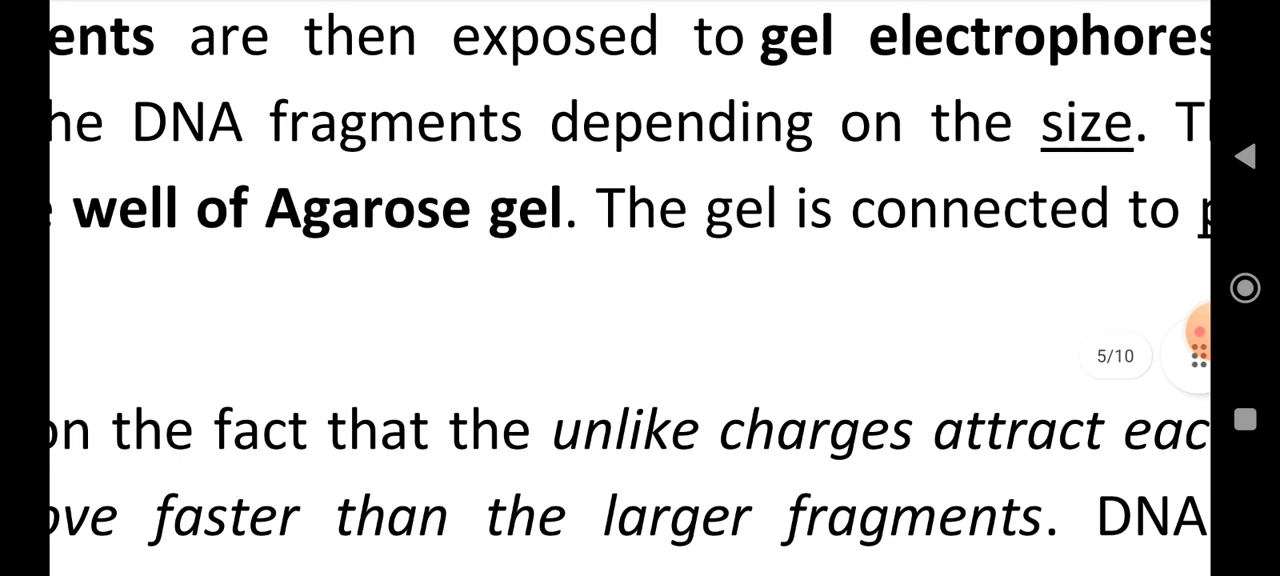 ents are then exposed to gel electrophores
he DNA fragments depending on the size. T
well of Agarose gel. The gel is connected to
5/10
on the fact that the unlike charges attract eac
ove faster than the larger fragments. DNA